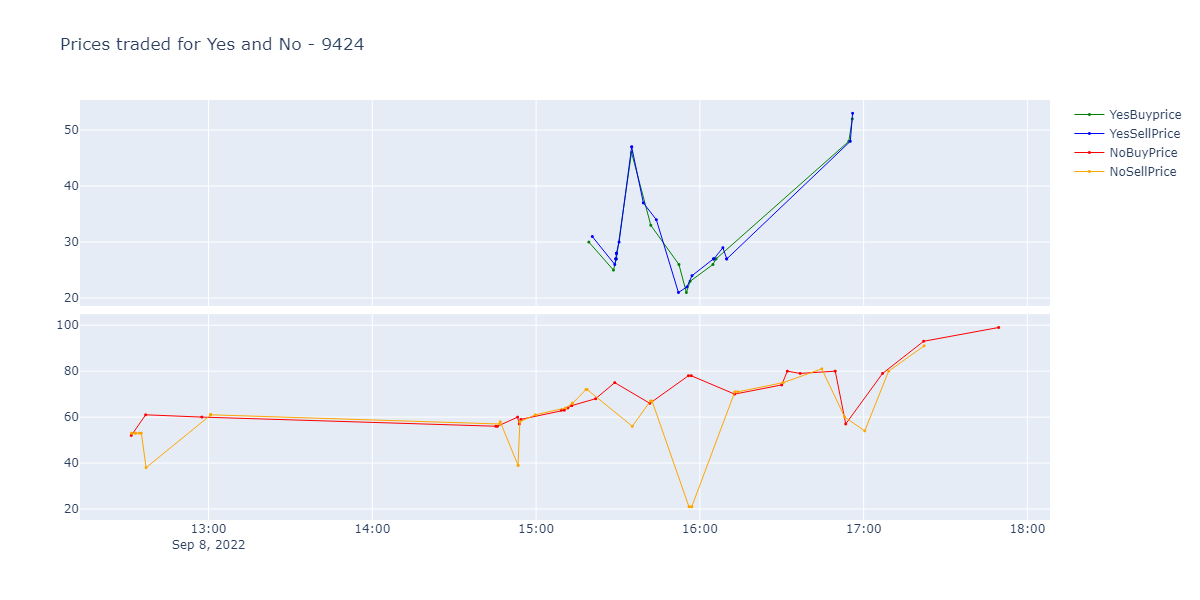 Prices traded for Yes and No - 9424
50
40
30
20
YesBuyprice
YesSellPrice
NoBuyPrice
NoSellPrice
100
80
60
40
20
13:00
14:00
15:00
16:00
17:00
18:00
Sep 8, 2022